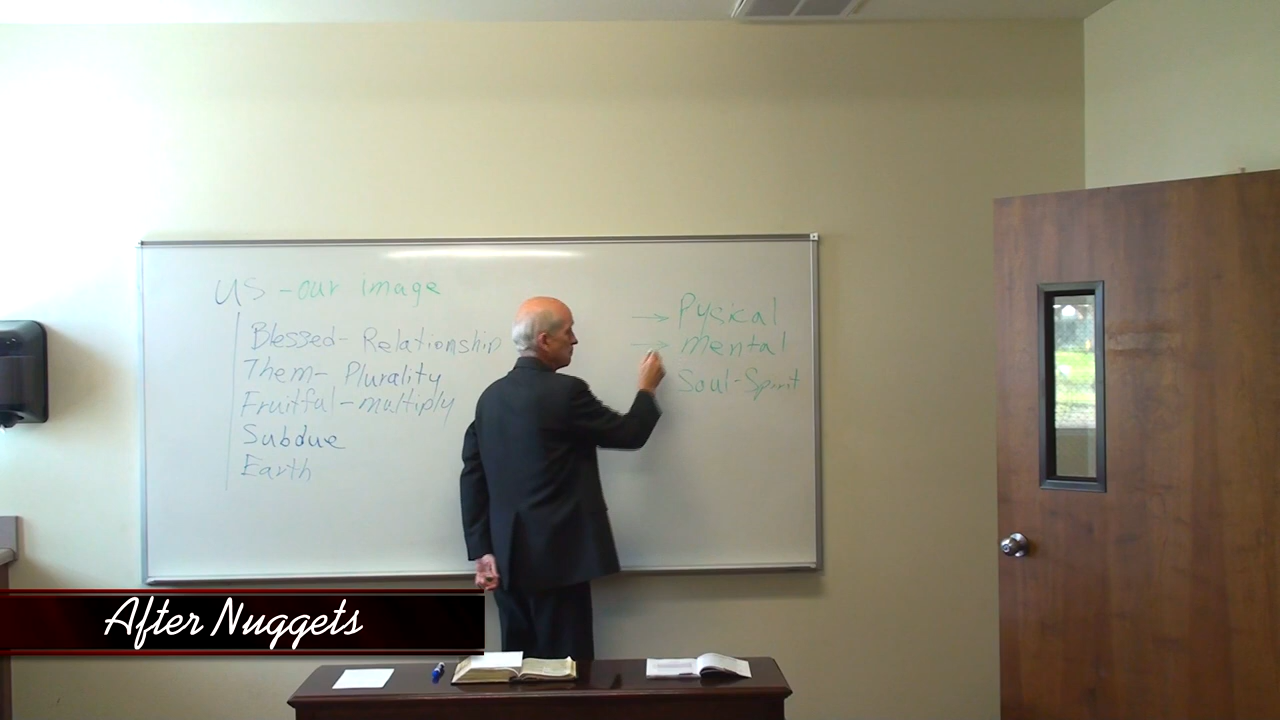 US - our image
Blessed - Relationship
Them - Plurality
Fruitful - multiply
Subdue
Earth
→ Pysical
→ mental
Soul - Spirit
After Nuggets